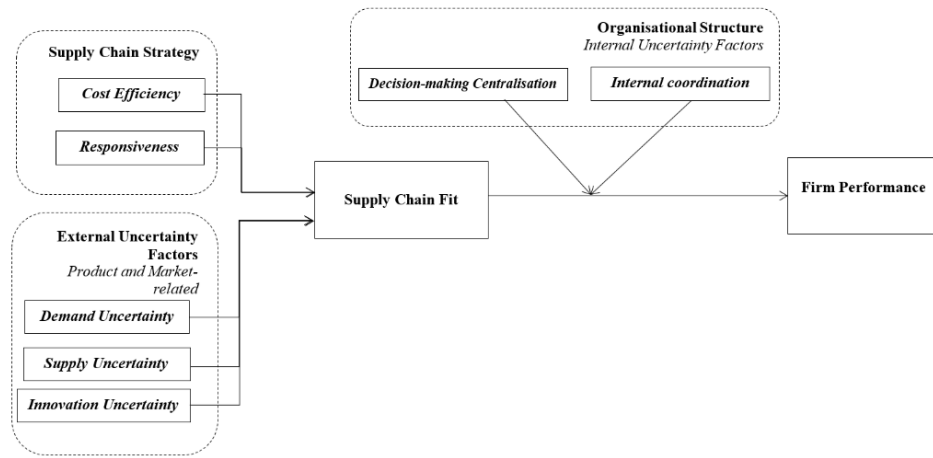 Supply Chain Strategy
Cost Efficiency
Responsiveness
External Uncertainty
Factors
Product and Market-
related
Demand Uncertainty
Supply Uncertainty
Innovation Uncertainty
Supply Chain Fit
Organisational Structure
Internal Uncertainty Factors
Decision-making Centralisation
Internal coordination
Firm Performance